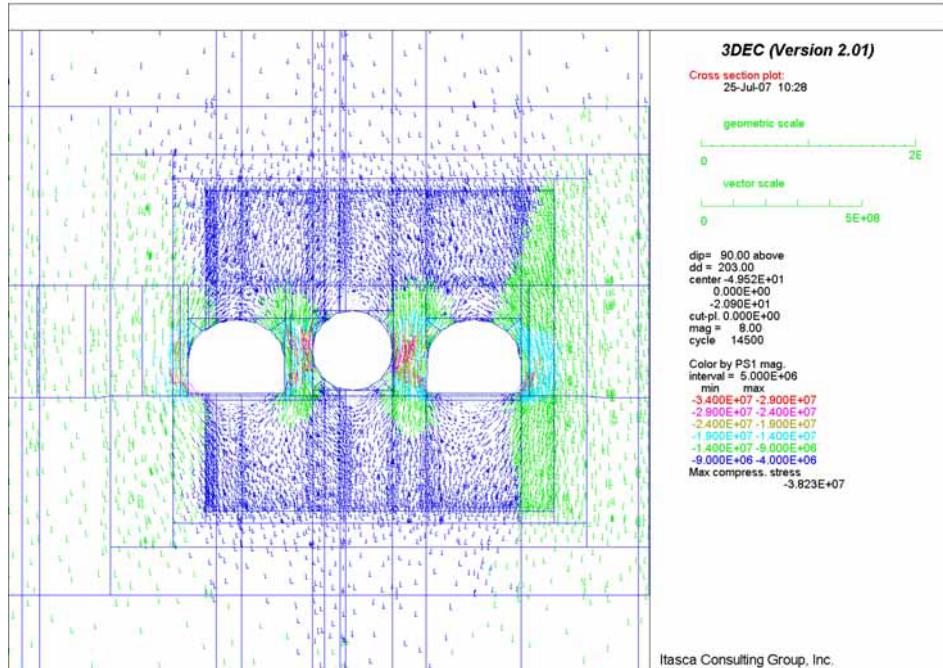 3DEC (Version 2.01)
Cross section plot:
25-Jul-07 10:28
geometric scale
0 2E
vector scale
0 5E+08
dip= 90.00 above
dd = 203.00
center -4.952E+01
0.000E+00
-2.090E+01
cut-pl. 0.000E+00
mag = 8.00
cycle 14500
Color by PS1 mag.
interval = 5.000E+06
min max
-3.400E+07 -2.900E+07
-2.900E+07 -2.400E+07
-2.400E+07 -1.900E+07
-1.900E+07 -1.400E+07
-1.400E+07 -9.000E+06
-9.000E+06 -4.000E+06
Max compress. stress
-3.823E+07
Itasca Consulting Group, Inc.